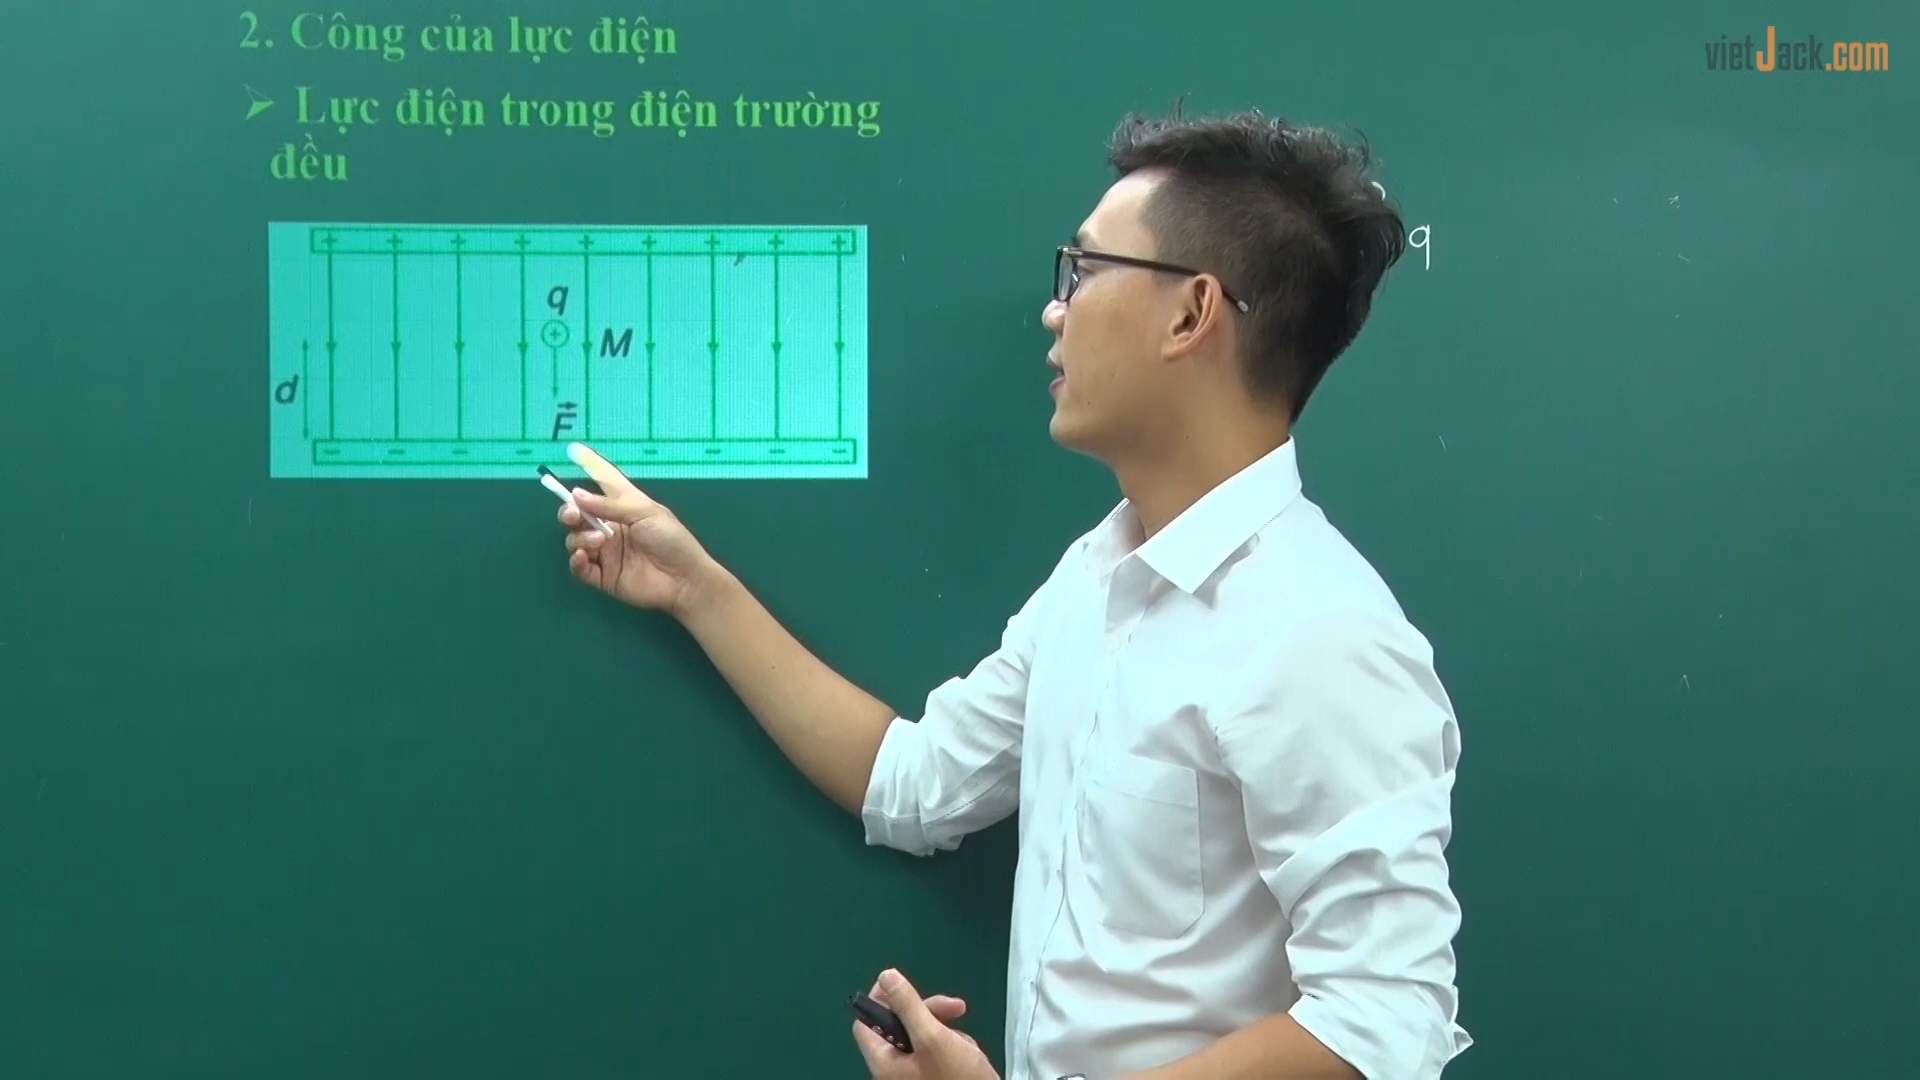 2. Công của lực điện
➢ Lực điện trong điện trường
đều
vietJack.com
q
+ + + + + + + + +
q
+
M
d
F
− − − − − − − −